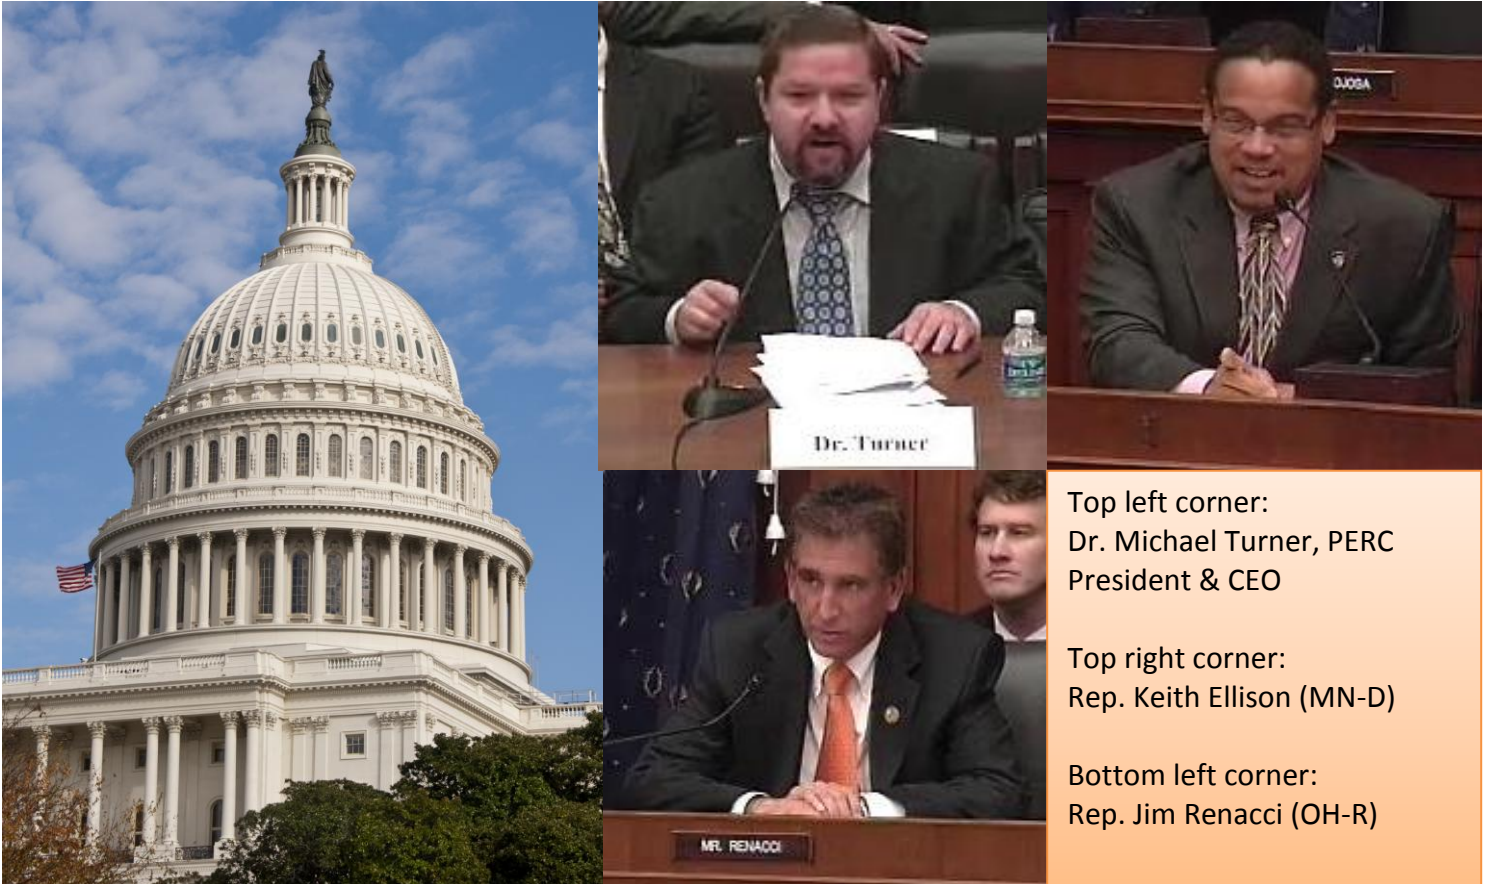 OJOSA
Dr. Turner
MR. RENACCI
Top left corner:
Dr. Michael Turner, PERC
President & CEO
Top right corner:
Rep. Keith Ellison (MN-D)
Bottom left corner:
Rep. Jim Renacci (OH-R)